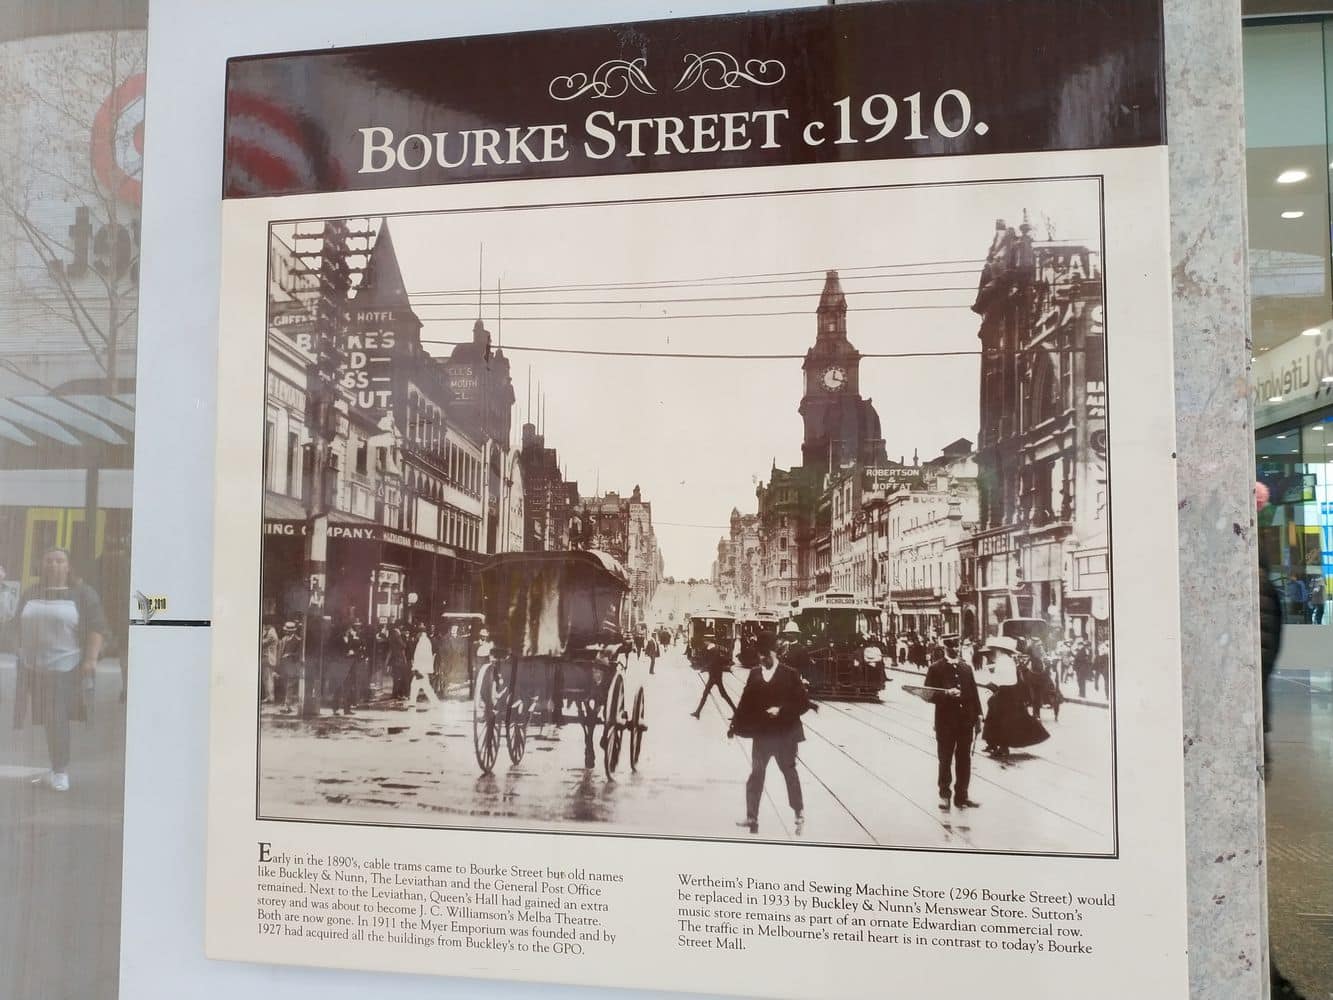 BOURKE STREET c1910.
HOTEL
ING COMPANY.
ROBERTSON
&
MOFFAT
BUCK
NICHOLSON
Early in the 1890's, cable trams came to Bourke Street but old names
like Buckley & Nunn, The Leviathan and the General Post Office
remained. Next to the Leviathan, Queen's Hall had gained an extra
storey and was about to become J. C. Williamson's Melba Theatre.
Both are now gone. In 1911 the Myer Emporium was founded and by
1927 had acquired all the buildings from Buckley's to the GPO.
Wertheim's Piano and Sewing Machine Store (296 Bourke Street) would
be replaced in 1933 by Buckley & Nunn's Menswear Store. Sutton's
music store remains as part of an ornate Edwardian commercial row.
The traffic in Melbourne's retail heart is in contrast to today's Bourke
Street Mall.